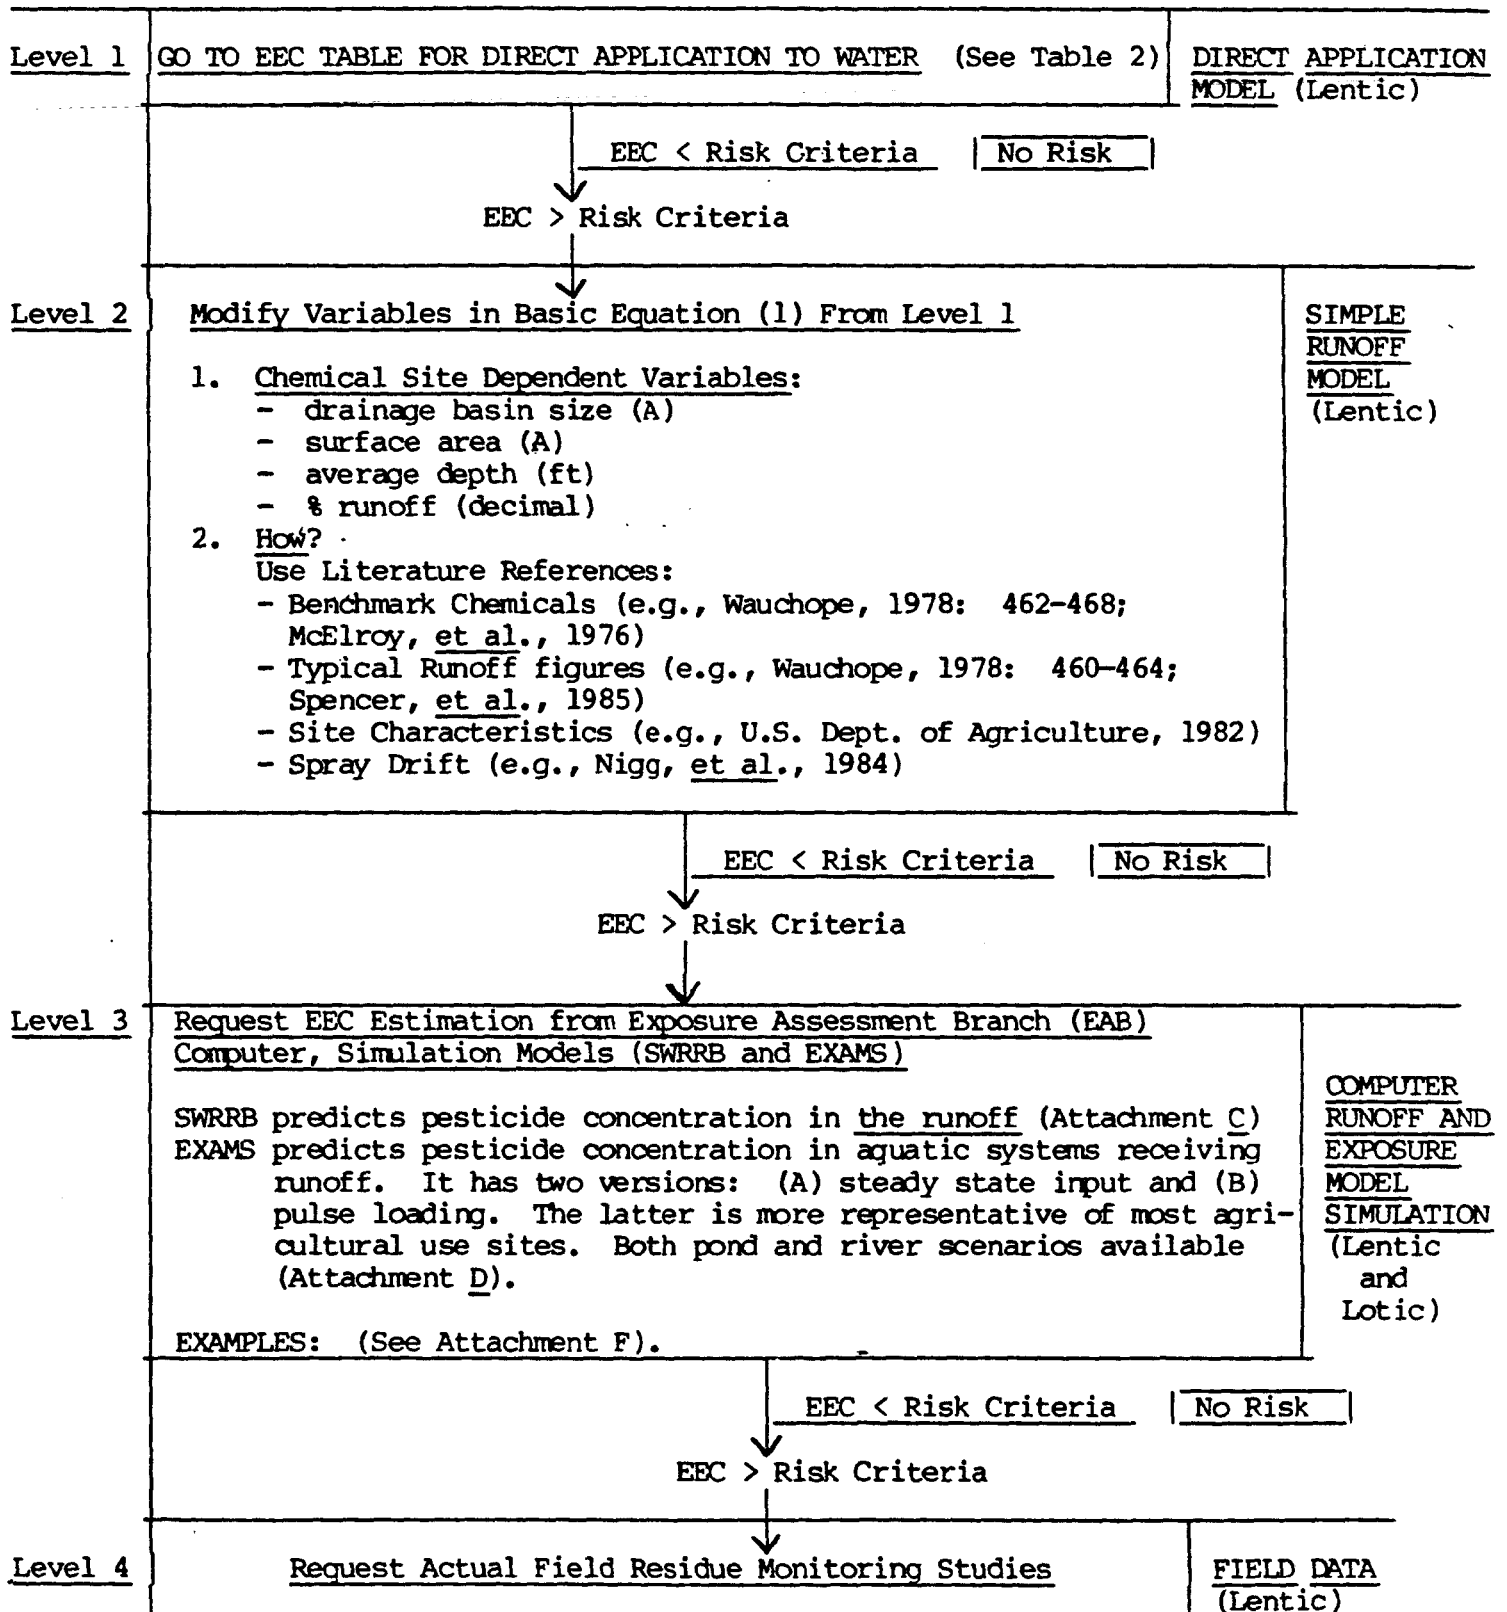 Level 1 GO TO EEC TABLE FOR DIRECT APPLICATION TO WATER (See Table 2) DIRECT APPLICATION
MODEL (Lentic)
EEC < Risk Criteria | No Risk |
EEC > Risk Criteria
Level 2 Modify Variables in Basic Equation (1) From Level 1
SIMPLE
RUNOFF
MODEL
(Lentic)
1. Chemical Site Dependent Variables:
- drainage basin size (A)
- surface area (A)
- average depth (ft)
- % runoff (decimal)
2. How?
Use Literature References:
- Benchmark Chemicals (e.g., Wauchope, 1978: 462-468;
McElroy, et al., 1976)
- Typical Runoff figures (e.g., Wauchope, 1978: 460-464;
Spencer, et al., 1985)
- Site Characteristics (e.g., U.S. Dept. of Agriculture, 1982)
- Spray Drift (e.g., Nigg, et al., 1984)
EEC < Risk Criteria | No Risk |
EEC > Risk Criteria
Level 3 Request EEC Estimation from Exposure Assessment Branch (EAB)
Computer, Simulation Models (SWRRB and EXAMS)
SWRRB predicts pesticide concentration in the runoff (Attachment C)
EXAMS predicts pesticide concentration in aquatic systems receiving
runoff. It has two versions: (A) steady state input and (B)
pulse loading. The latter is more representative of most agri-
cultural use sites. Both pond and river scenarios available
(Attachment D).
EXAMPLES: (See Attachment F).
COMPUTER
RUNOFF AND
EXPOSURE
MODEL
SIMULATION
(Lentic
and
Lotic)
EEC < Risk Criteria | No Risk |
EEC > Risk Criteria
Level 4 Request Actual Field Residue Monitoring Studies FIELD DATA
(Lentic)